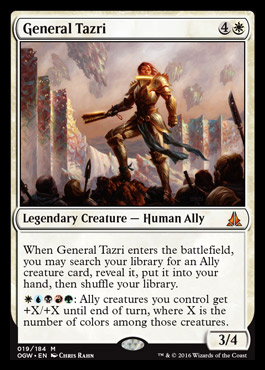 General Tazri 4
Legendary Creature — Human Ally
When General Tazri enters the battlefield,
you may search your library for an Ally
creature card, reveal it, put it into your
hand, then shuffle your library.
: Ally creatures you control get
+X/+X until end of turn, where X is the
number of colors among those creatures.
3/4
019/184 M
OGW • EN Chris Rahn
™ & © 2016 Wizards of the Coast